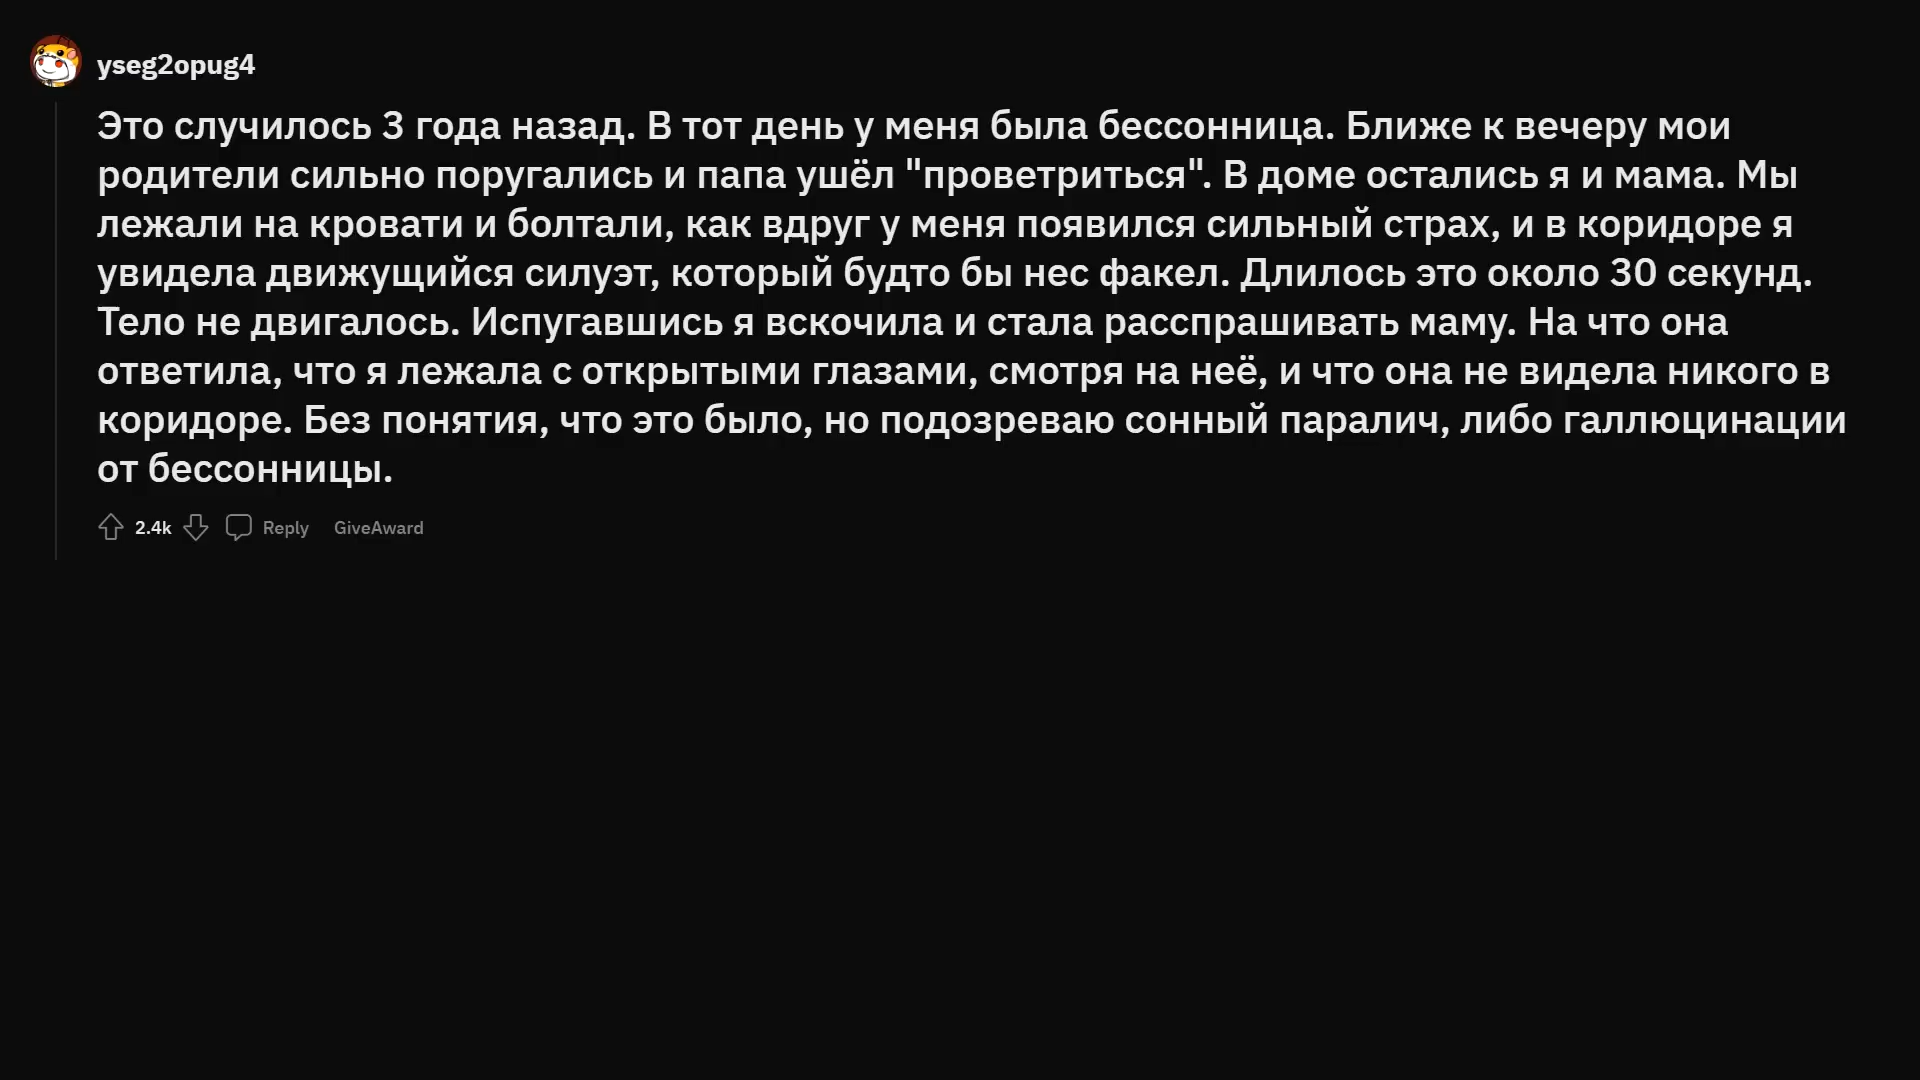 yseg2opug4
Это случилось 3 года назад. В тот день у меня была бессонница. Ближе к вечеру мои
родители сильно поругались и папа ушёл "проветриться". В доме остались я и мама. Мы
лежали на кровати и болтали, как вдруг у меня появился сильный страх, и в коридоре я
увидела движущийся силуэт, который будто бы нес факел. Длилось это около 30 секунд.
Тело не двигалось. Испугавшись я вскочила и стала расспрашивать маму. На что она
ответила, что я лежала с открытыми глазами, смотря на неё, и что она не видела никого в
коридоре. Без понятия, что это было, но подозреваю сонный паралич, либо галлюцинации
от бессонницы.
2.4k Reply GiveAward